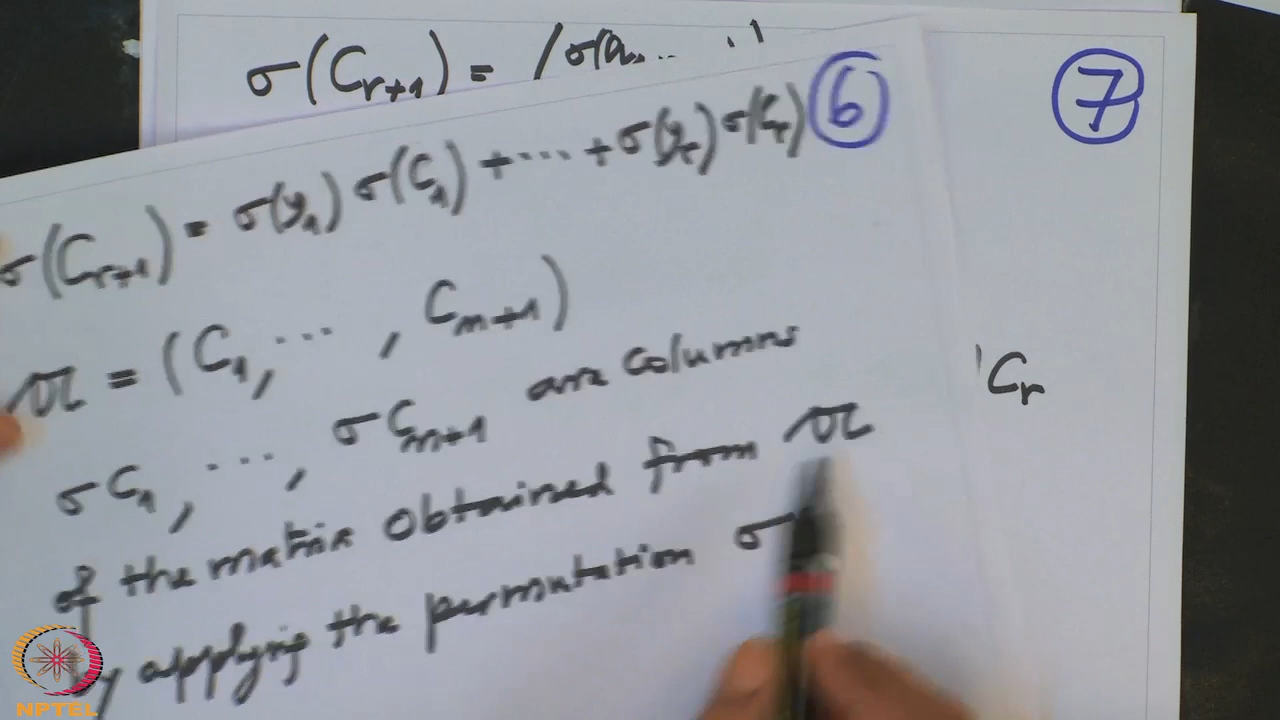 σ(C_{r+1}) = (σ(a
⑦
σ(C_{r+1}) = σ(y_1) σ(C_1) + ⋯ + σ(y_r) σ(C_r) ⑥
𝔐 = (C_1, ⋯, C_{m+1})
C_r
σC_1, ⋯, σC_{m+1} are columns
of the matrix obtained from 𝔐
by applying the permutation σ
NPTEL